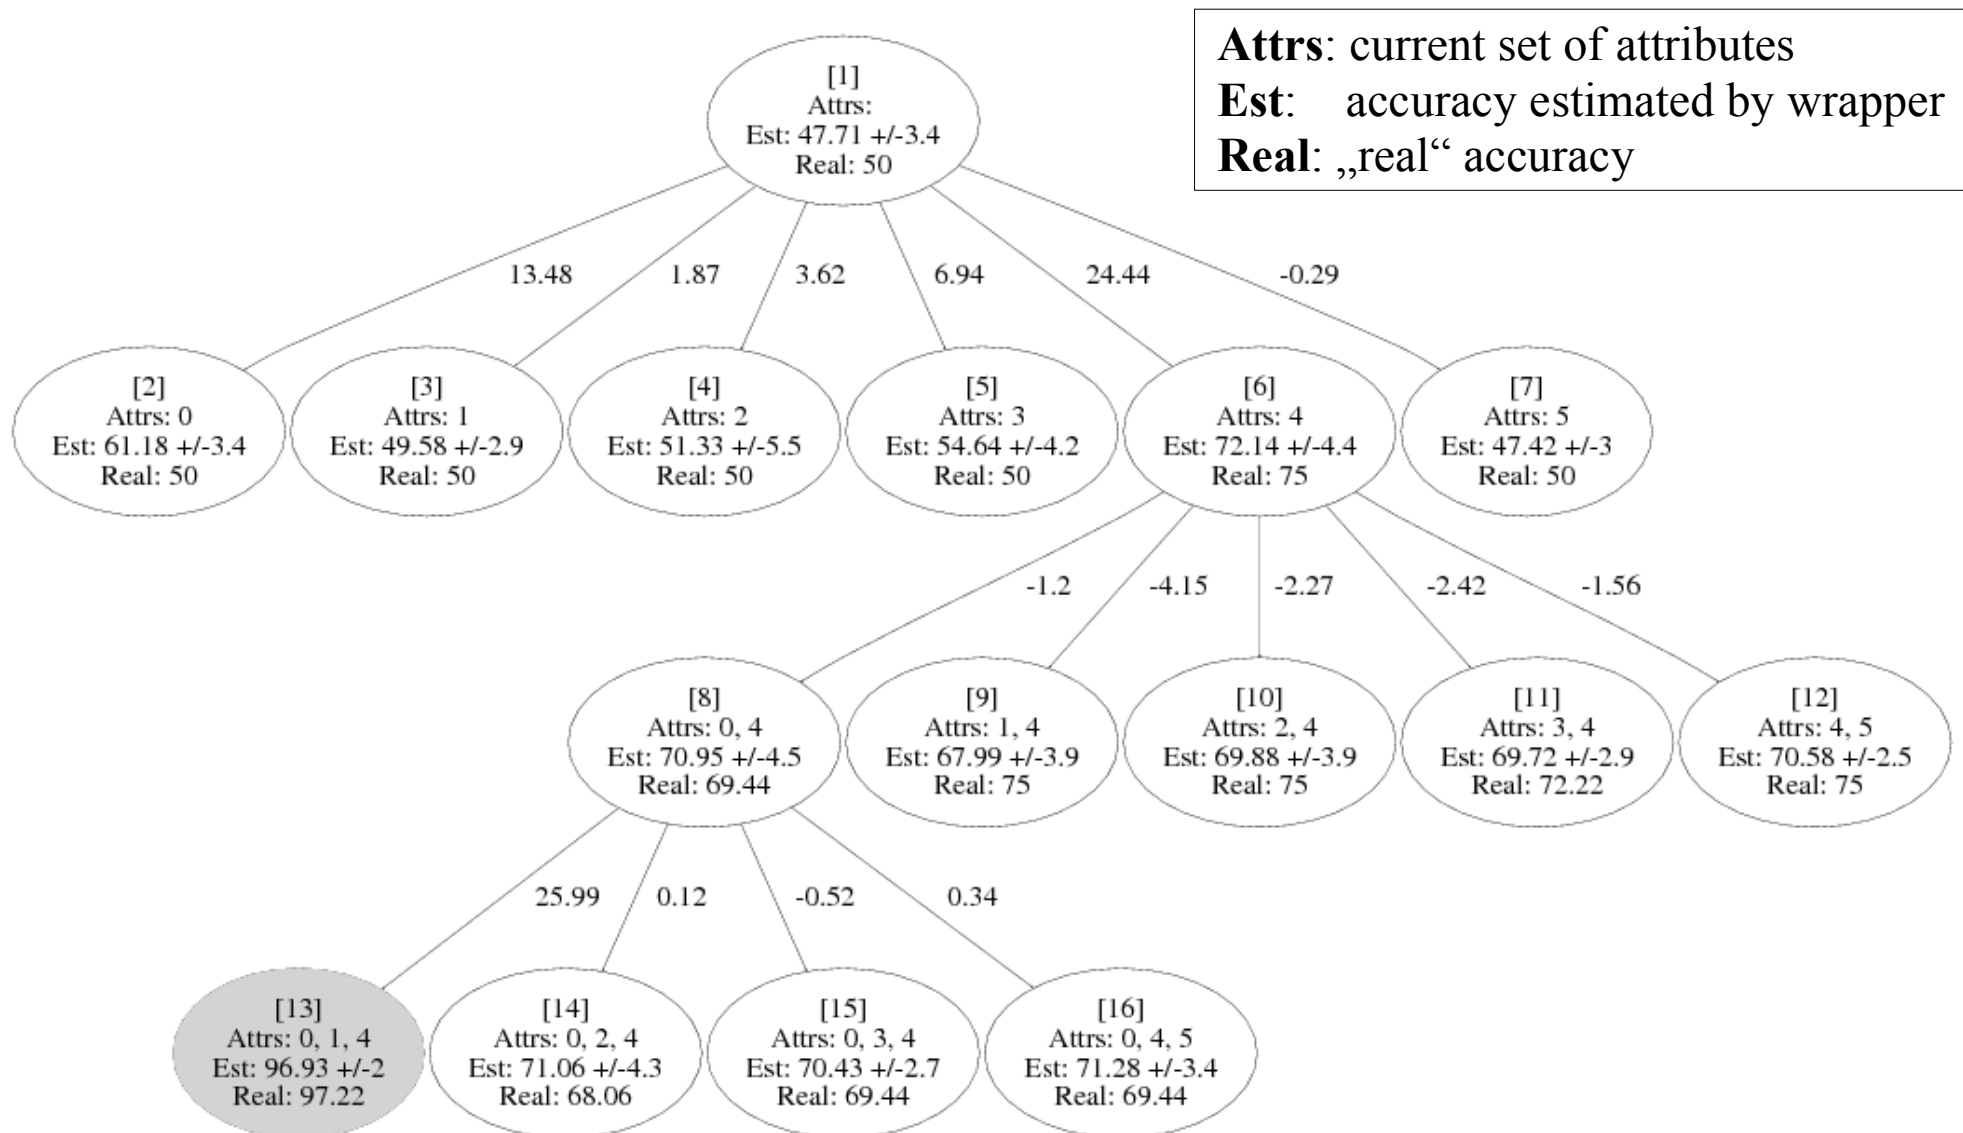 Attrs: current set of attributes
Est: accuracy estimated by wrapper
Real: „real“ accuracy
[1]
Attrs:
Est: 47.71 +/-3.4
Real: 50
13.48
1.87
3.62
6.94
24.44
-0.29
[2]
Attrs: 0
Est: 61.18 +/-3.4
Real: 50
[3]
Attrs: 1
Est: 49.58 +/-2.9
Real: 50
[4]
Attrs: 2
Est: 51.33 +/-5.5
Real: 50
[5]
Attrs: 3
Est: 54.64 +/-4.2
Real: 50
[6]
Attrs: 4
Est: 72.14 +/-4.4
Real: 75
[7]
Attrs: 5
Est: 47.42 +/-3
Real: 50
-1.2
-4.15
-2.27
-2.42
-1.56
[8]
Attrs: 0, 4
Est: 70.95 +/-4.5
Real: 69.44
[9]
Attrs: 1, 4
Est: 67.99 +/-3.9
Real: 75
[10]
Attrs: 2, 4
Est: 69.88 +/-3.9
Real: 75
[11]
Attrs: 3, 4
Est: 69.72 +/-2.9
Real: 72.22
[12]
Attrs: 4, 5
Est: 70.58 +/-2.5
Real: 75
25.99
0.12
-0.52
0.34
[13]
Attrs: 0, 1, 4
Est: 96.93 +/-2
Real: 97.22
[14]
Attrs: 0, 2, 4
Est: 71.06 +/-4.3
Real: 68.06
[15]
Attrs: 0, 3, 4
Est: 70.43 +/-2.7
Real: 69.44
[16]
Attrs: 0, 4, 5
Est: 71.28 +/-3.4
Real: 69.44